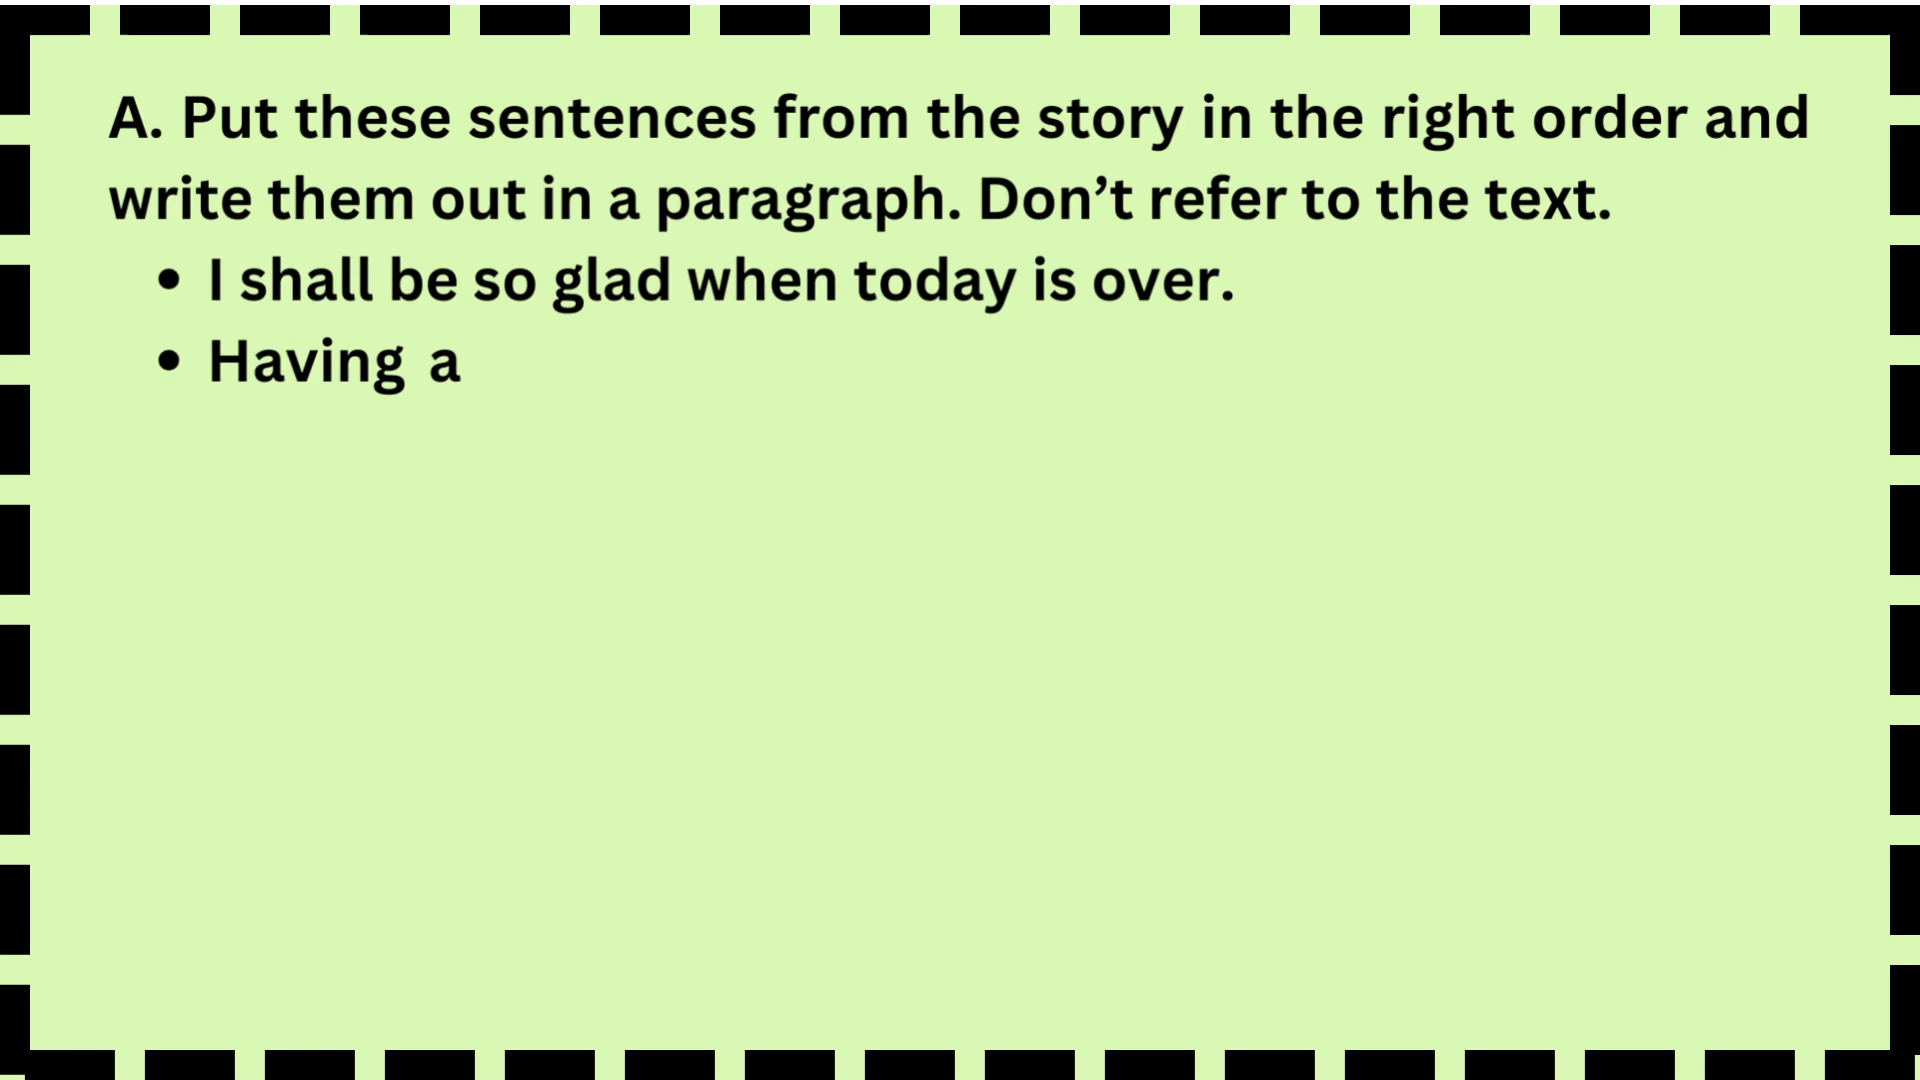 A. Put these sentences from the story in the right order and
write them out in a paragraph. Don’t refer to the text.
• I shall be so glad when today is over.
• Having a